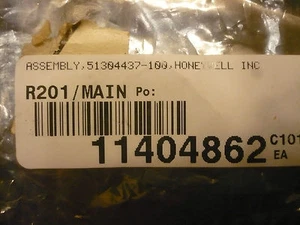 ASSEMBLY,51304437-100,HONEYWELL INC
R201/MAIN Po:
11404862 C101
EA